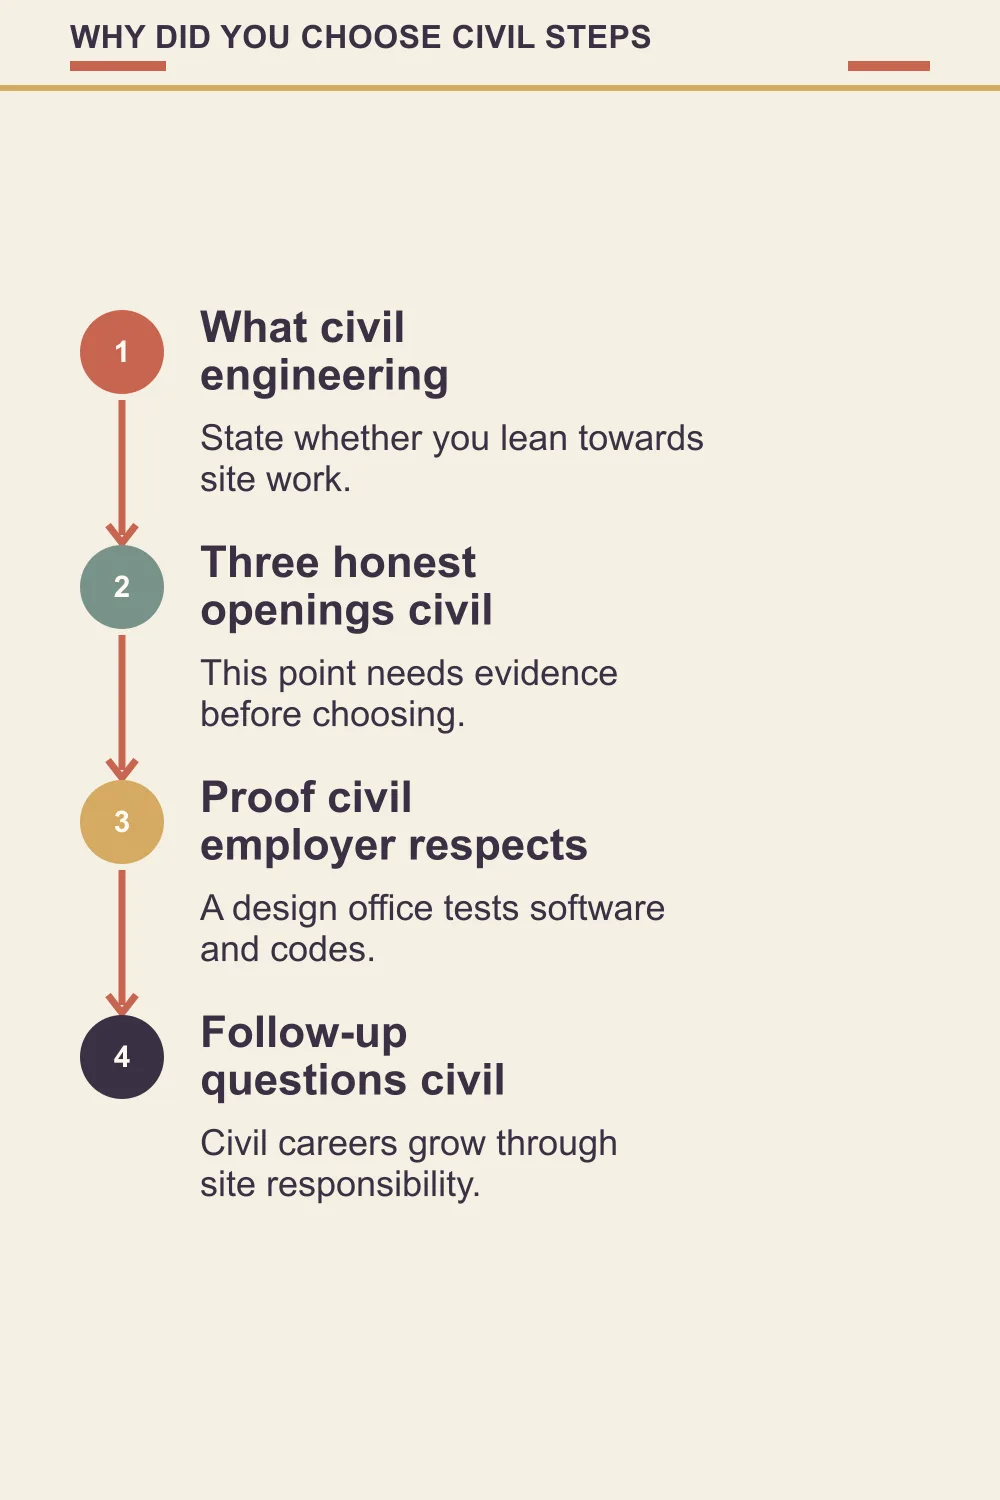 WHY DID YOU CHOOSE CIVIL STEPS
1
What civil
engineering
State whether you lean towards
site work.
2
Three honest
openings civil
This point needs evidence
before choosing.
3
Proof civil
employer respects
A design office tests software
and codes.
4
Follow-up
questions civil
Civil careers grow through
site responsibility.